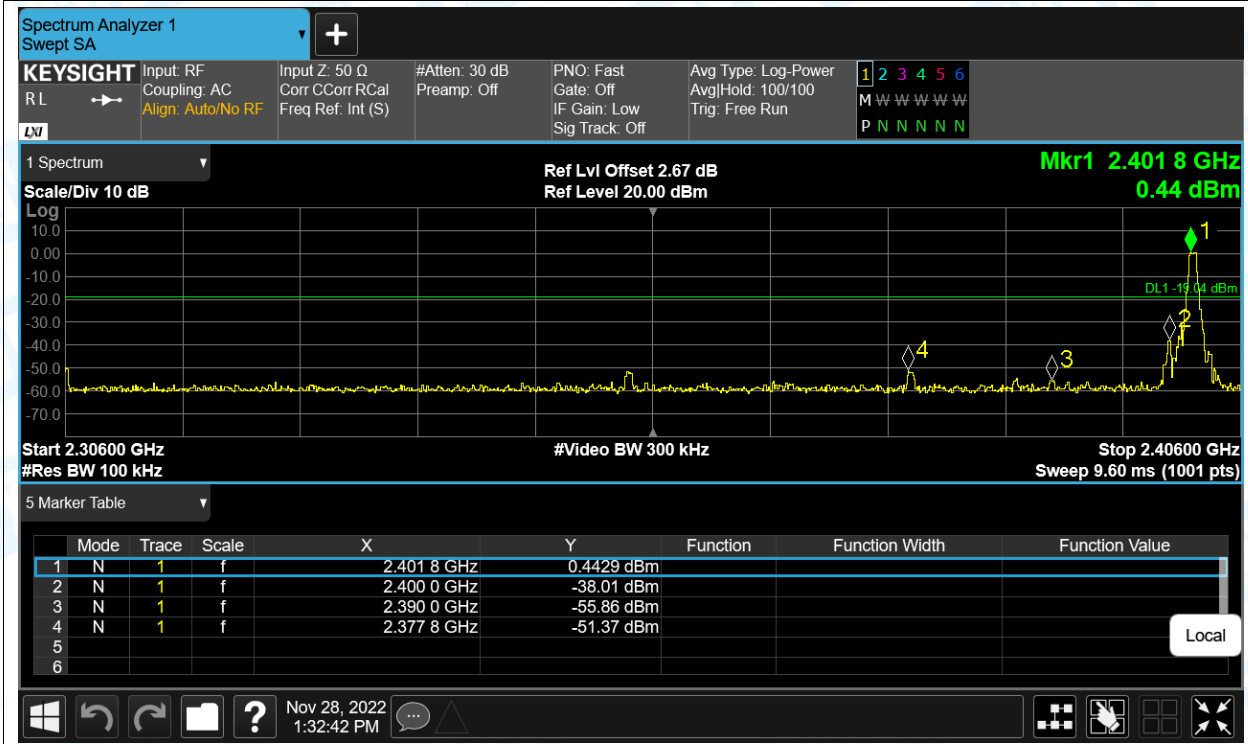 Spectrum Analyzer 1
Swept SA
KEYSIGHT
R L
LXI
Input: RF
Coupling: AC
Align: Auto/No RF
Input Z: 50 Ω
Corr CCorr RCal
Freq Ref: Int (S)
#Atten: 30 dB
Preamp: Off
PNO: Fast
Gate: Off
IF Gain: Low
Sig Track: Off
Avg Type: Log-Power
Avg|Hold: 100/100
Trig: Free Run
1 2 3 4 5 6
M W W W W W
P N N N N N
1 Spectrum
Scale/Div 10 dB
Ref Lvl Offset 2.67 dB
Ref Level 20.00 dBm
Mkr1 2.401 8 GHz
0.44 dBm
Log
10.0
0.00
-10.0
-20.0
-30.0
-40.0
-50.0
-60.0
-70.0
1
DL1 -19.04 dBm
2
4
3
Start 2.30600 GHz
#Res BW 100 kHz
#Video BW 300 kHz
Stop 2.40600 GHz
Sweep 9.60 ms (1001 pts)
5 Marker Table
Mode Trace Scale X Y Function Function Width Function Value
1 N 1 f 2.401 8 GHz 0.4429 dBm
2 N 1 f 2.400 0 GHz -38.01 dBm
3 N 1 f 2.390 0 GHz -55.86 dBm
4 N 1 f 2.377 8 GHz -51.37 dBm
5
6
Local
?
Nov 28, 2022
1:32:42 PM